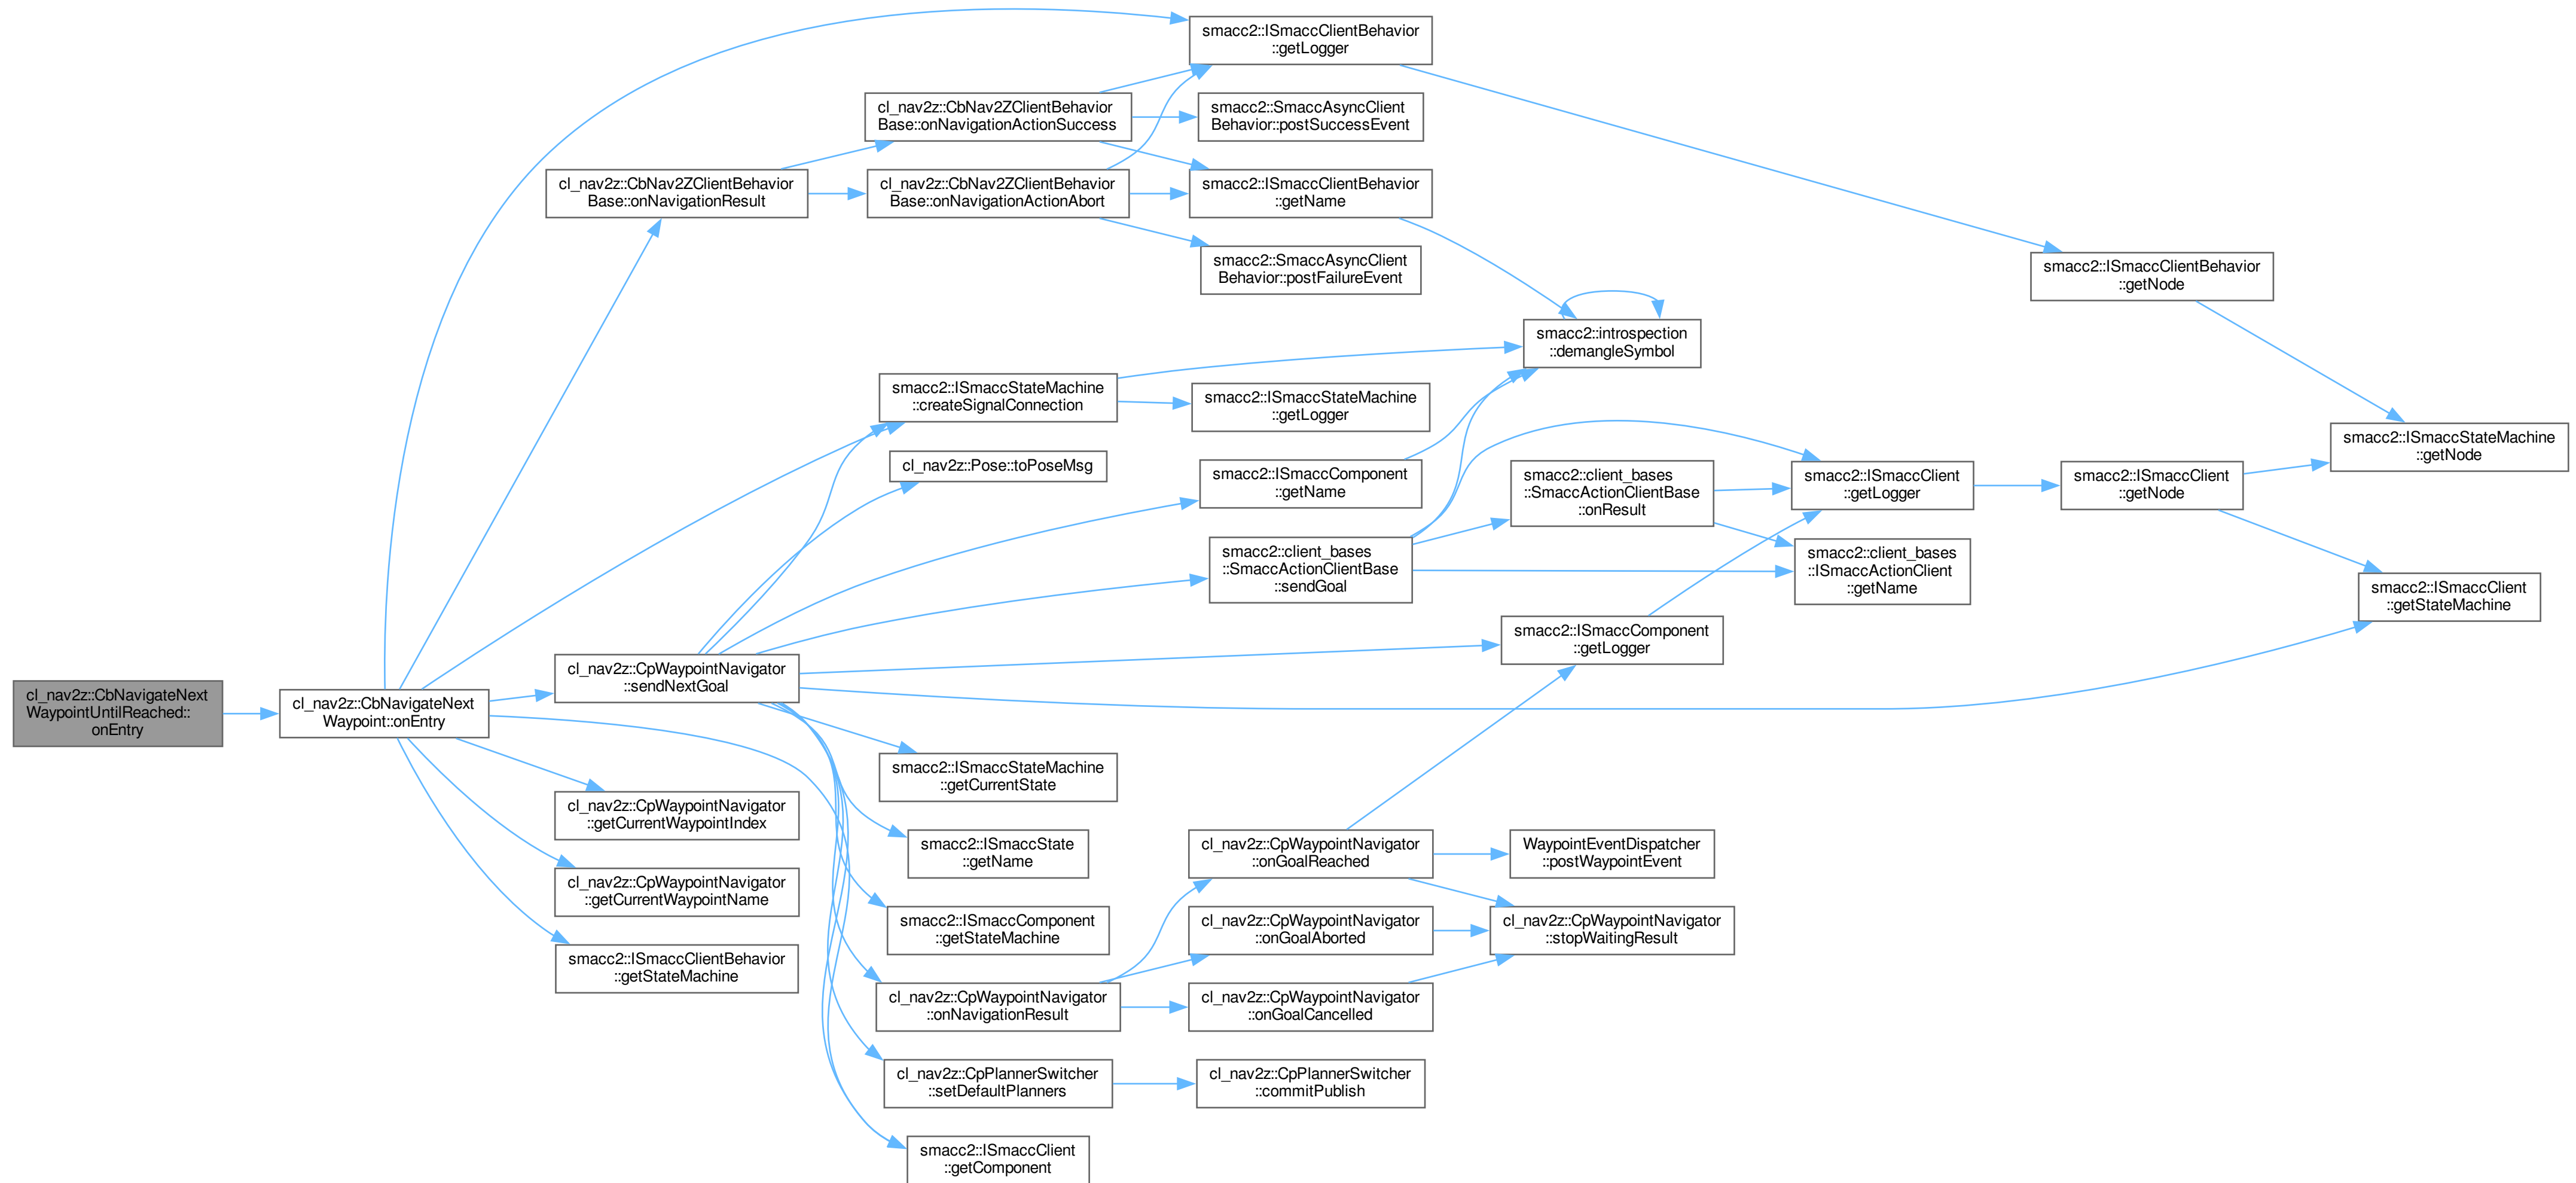 cl_nav2z::CbNavigateNext
WaypointUntilReached::
onEntry
cl_nav2z::CbNavigateNext
Waypoint::onEntry
smacc2::ISmaccClientBehavior
::getLogger
cl_nav2z::CbNav2ZClientBehavior
Base::onNavigationResult
cl_nav2z::CbNav2ZClientBehavior
Base::onNavigationActionSuccess
smacc2::SmaccAsyncClient
Behavior::postSuccessEvent
cl_nav2z::CbNav2ZClientBehavior
Base::onNavigationActionAbort
smacc2::ISmaccClientBehavior
::getName
smacc2::SmaccAsyncClient
Behavior::postFailureEvent
smacc2::ISmaccClientBehavior
::getNode
smacc2::introspection
::demangleSymbol
smacc2::ISmaccStateMachine
::createSignalConnection
smacc2::ISmaccStateMachine
::getLogger
smacc2::ISmaccStateMachine
::getNode
cl_nav2z::Pose::toPoseMsg
smacc2::ISmaccComponent
::getName
smacc2::client_bases
::SmaccActionClientBase
::onResult
smacc2::ISmaccClient
::getLogger
smacc2::ISmaccClient
::getNode
smacc2::client_bases
::SmaccActionClientBase
::sendGoal
smacc2::client_bases
::ISmaccActionClient
::getName
smacc2::ISmaccClient
::getStateMachine
smacc2::ISmaccComponent
::getLogger
cl_nav2z::CpWaypointNavigator
::sendNextGoal
smacc2::ISmaccStateMachine
::getCurrentState
cl_nav2z::CpWaypointNavigator
::getCurrentWaypointIndex
smacc2::ISmaccState
::getName
cl_nav2z::CpWaypointNavigator
::onGoalReached
WaypointEventDispatcher
::postWaypointEvent
cl_nav2z::CpWaypointNavigator
::getCurrentWaypointName
smacc2::ISmaccComponent
::getStateMachine
cl_nav2z::CpWaypointNavigator
::onGoalAborted
cl_nav2z::CpWaypointNavigator
::stopWaitingResult
smacc2::ISmaccClientBehavior
::getStateMachine
cl_nav2z::CpWaypointNavigator
::onNavigationResult
cl_nav2z::CpWaypointNavigator
::onGoalCancelled
cl_nav2z::CpPlannerSwitcher
::setDefaultPlanners
cl_nav2z::CpPlannerSwitcher
::commitPublish
smacc2::ISmaccClient
::getComponent